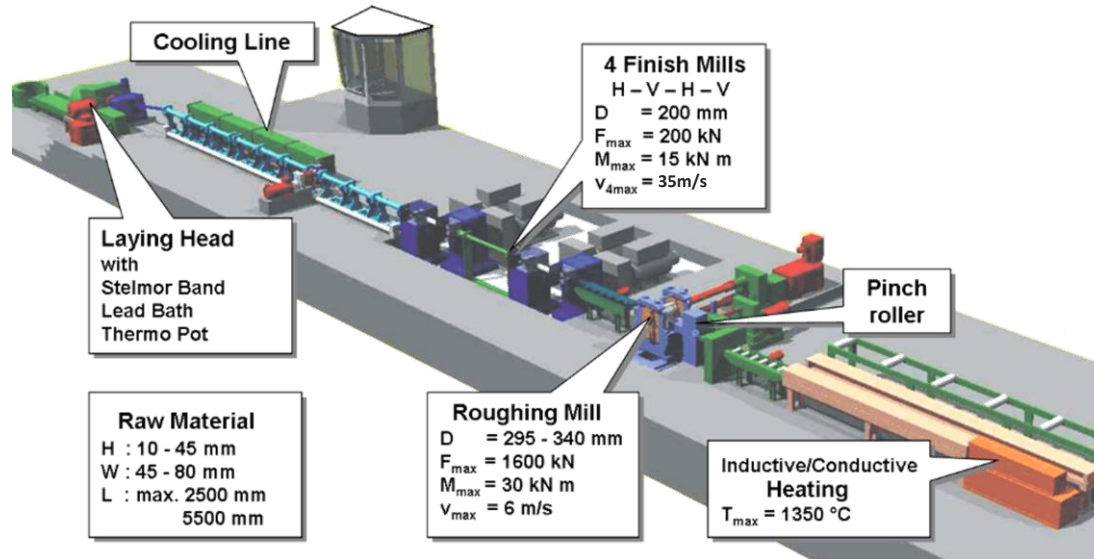 Cooling Line
4 Finish Mills
H – V – H – V
D = 200 mm
Fmax = 200 kN
Mmax = 15 kN m
v4max = 35m/s
Laying Head
with
Stelmor Band
Lead Bath
Thermo Pot
Pinch
roller
Raw Material
H : 10 - 45 mm
W : 45 - 80 mm
L : max. 2500 mm
5500 mm
Roughing Mill
D = 295 - 340 mm
Fmax = 1600 kN
Mmax = 30 kN m
vmax = 6 m/s
Inductive/Conductive
Heating
Tmax = 1350 °C